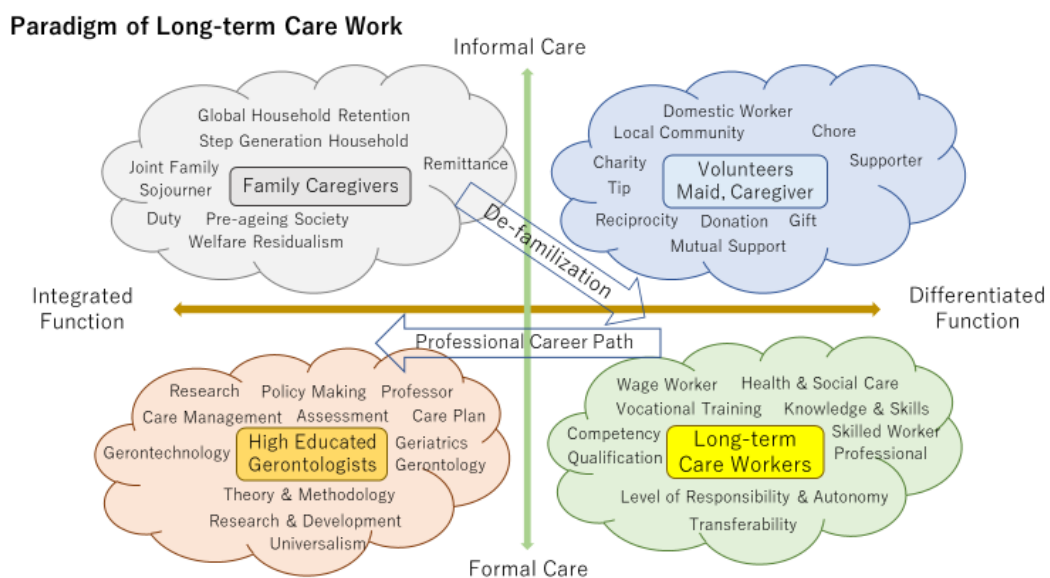 Paradigm of Long-term Care Work
Informal Care
Global Household Retention
Step Generation Household
Joint Family
Sojourner
Family Caregivers
Remittance
Duty
Pre-ageing Society
Welfare Residualism
Domestic Worker
Local Community
Chore
Charity
Tip
Volunteers
Maid, Caregiver
Supporter
Reciprocity
Donation
Gift
Mutual Support
De-familization
Integrated
Function
Differentiated
Function
Professional Career Path
Research
Policy Making
Professor
Care Management
Assessment
Care Plan
Gerontechnology
High Educated
Gerontologists
Geriatrics
Gerontology
Theory & Methodology
Research & Development
Universalism
Wage Worker
Health & Social Care
Vocational Training
Knowledge & Skills
Competency
Qualification
Long-term
Care Workers
Skilled Worker
Professional
Level of Responsibility & Autonomy
Transferability
Formal Care